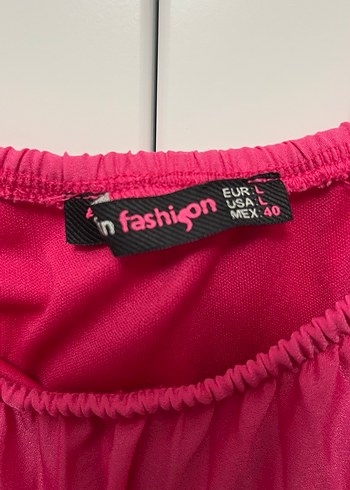 in fashion
EUR: L
USA: L
MEX: 40